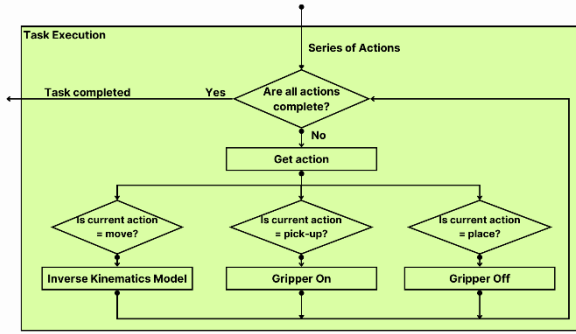 Task Execution
Series of Actions
Task completed
Yes
Are all actions
complete?
No
Get action
Is current action
= move?
Is current action
= pick-up?
Is current action
= place?
Inverse Kinematics Model
Gripper On
Gripper Off